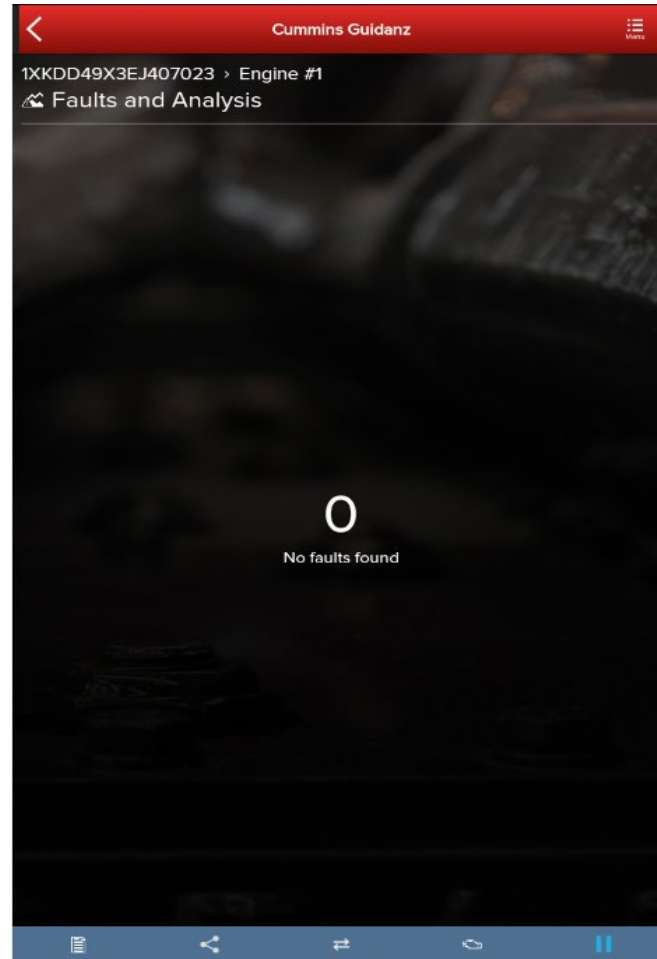 Cummins Guidanz
Menu
1XKDD49X3EJ407023 › Engine #1
Faults and Analysis
0
No faults found